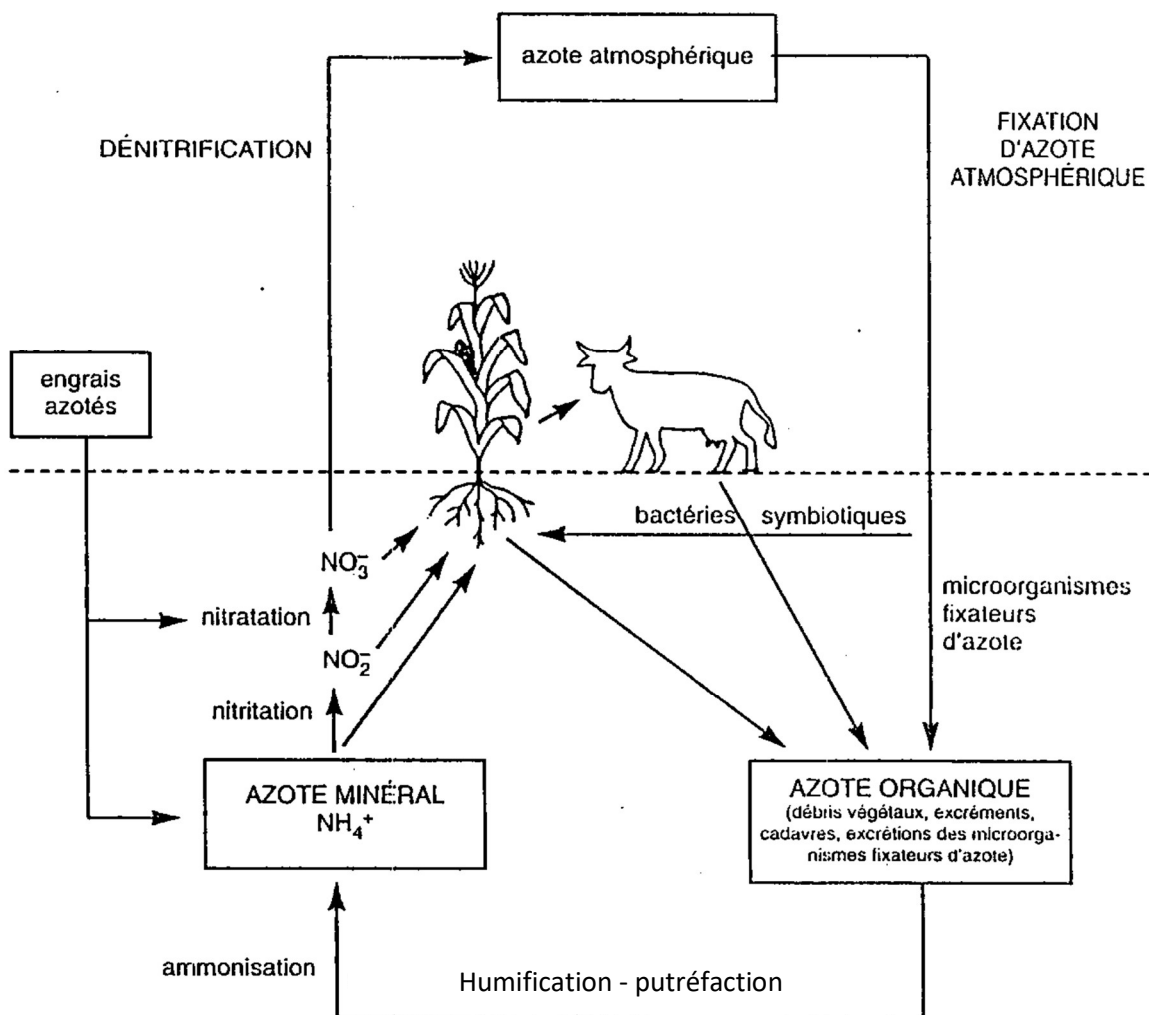 azote atmosphérique
DÉNITRIFICATION
FIXATION
D'AZOTE
ATMOSPHÉRIQUE
engrais
azotés
bactéries symbiotiques
NO₃⁻
nitratation
microorganismes
fixateurs
d'azote
NO₂⁻
nitritation
AZOTE MINÉRAL
NH₄⁺
AZOTE ORGANIQUE
(débris végétaux, excréments,
cadavres, excrétions des microorga-
nismes fixateurs d'azote)
ammonisation
Humification - putréfaction